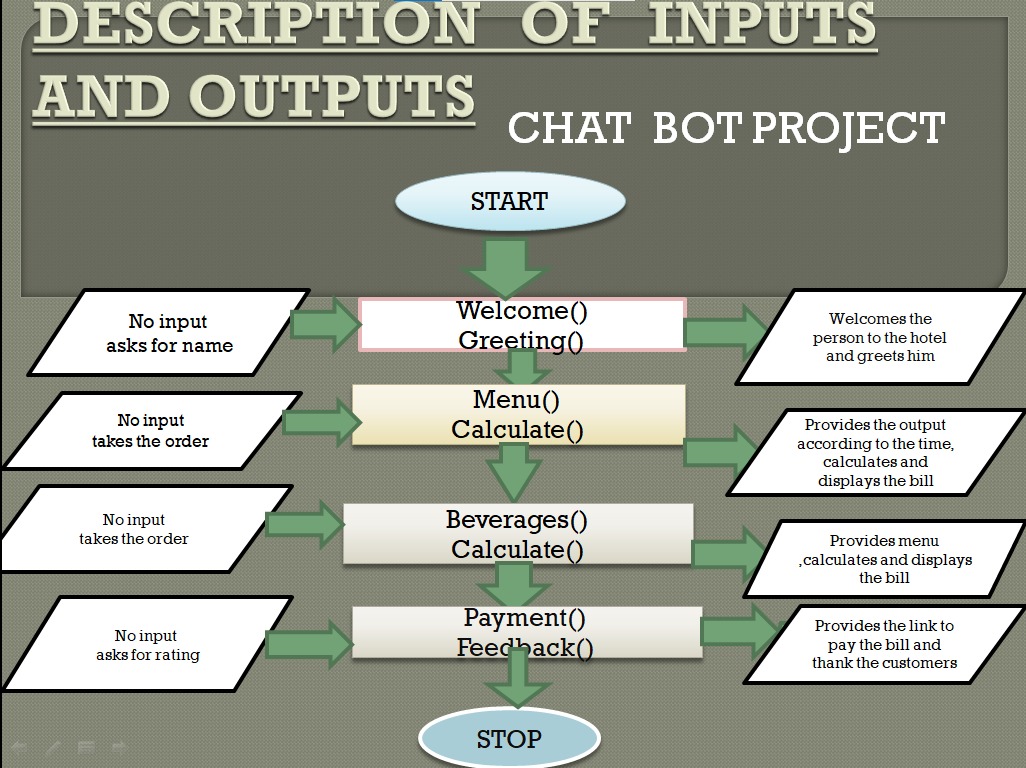 DESCRIPTION OF INPUTS
AND OUTPUTS
CHAT BOT PROJECT
START
No input
asks for name
Welcome()
Greeting()
Welcomes the
person to the hotel
and greets him
No input
takes the order
Menu()
Calculate()
Provides the output
according to the time,
calculates and
displays the bill
No input
takes the order
Beverages()
Calculate()
Provides menu
,calculates and displays
the bill
No input
asks for rating
Payment()
Feedback()
Provides the link to
pay the bill and
thank the customers
STOP